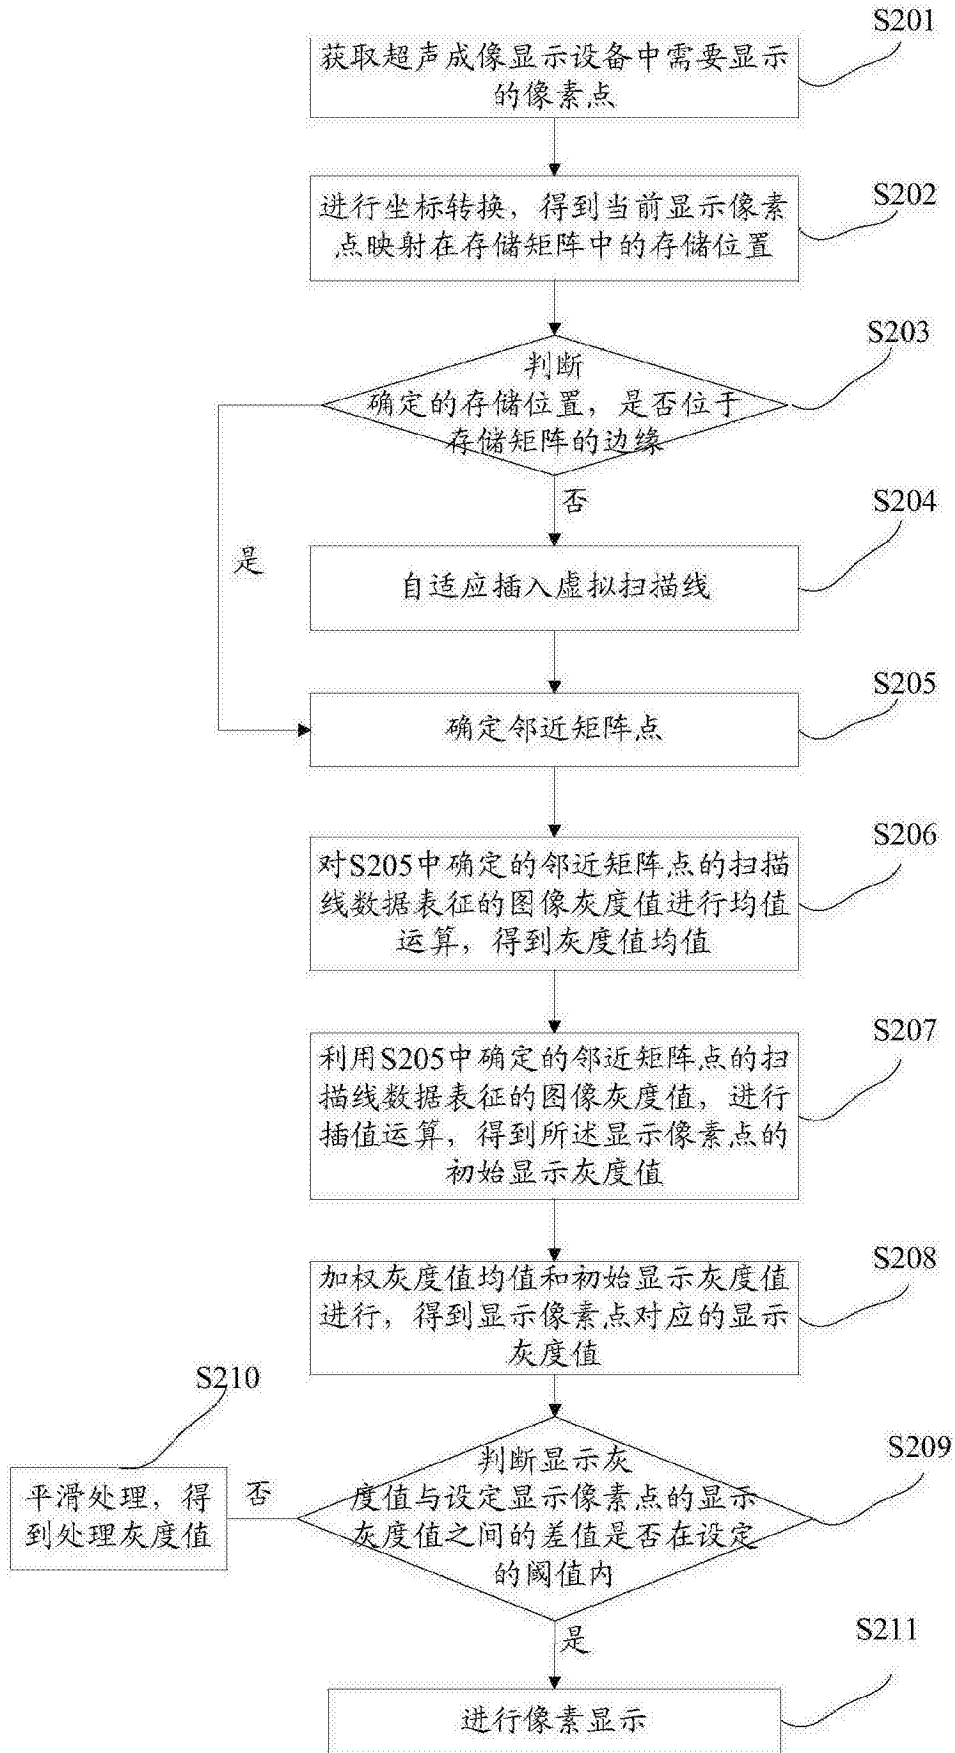 S201
获取超声成像显示设备中需要显示
的像素点
S202
进行坐标转换，得到当前显示像素
点映射在存储矩阵中的存储位置
S203
判断
确定的存储位置，是否位于
存储矩阵的边缘
否
是
S204
自适应插入虚拟扫描线
S205
确定邻近矩阵点
S206
对S205中确定的邻近矩阵点的扫描
线数据表征的图像灰度值进行均值
运算，得到灰度值均值
S207
利用S205中确定的邻近矩阵点的扫
描线数据表征的图像灰度值，进行
插值运算，得到所述显示像素点的
初始显示灰度值
S208
加权灰度值均值和初始显示灰度值
进行，得到显示像素点对应的显示
灰度值
S209
判断显示灰
度值与设定显示像素点的显示
灰度值之间的差值是否在设定
的阈值内
否
S210
平滑处理，得
到处理灰度值
是
S211
进行像素显示